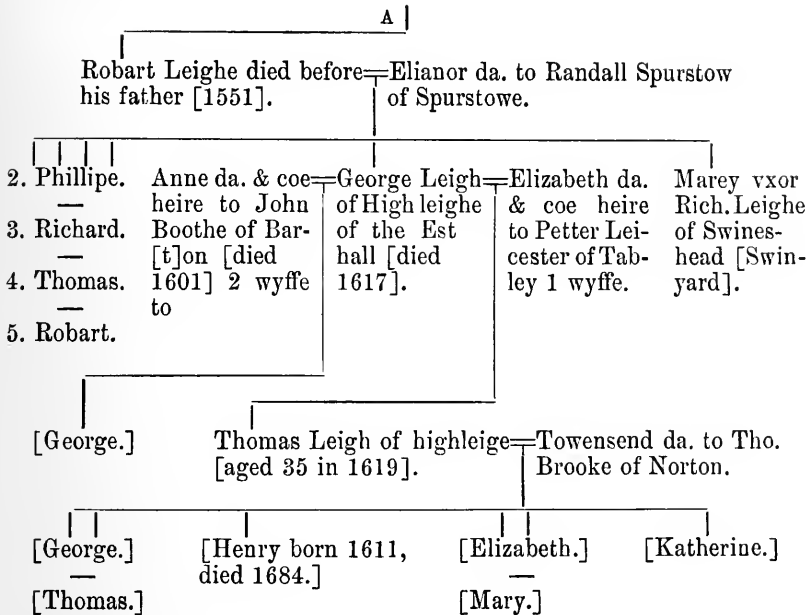 A
Robart Leighe died before
his father [1551].
Elianor da. to Randall Spurstow
of Spurstowe.
2. Phillipe.
3. Richard.
4. Thomas.
5. Robart.
Anne da. & coe
heire to John
Boothe of Bar-
[t]on [died
1601] 2 wyffe
to
George Leigh
of High leighe
of the Est
hall [died
1617].
Elizabeth da.
& coe heire
to Petter Lei-
cester of Tab-
ley 1 wyffe.
Marey vxor
Rich. Leighe
of Swines-
head [Swin-
yard].
[George.]
Thomas Leigh of highleige
[aged 35 in 1619].
Towensend da. to Tho.
Brooke of Norton.
[George.]
[Thomas.]
[Henry born 1611,
died 1684.]
[Elizabeth.]
[Mary.]
[Katherine.]